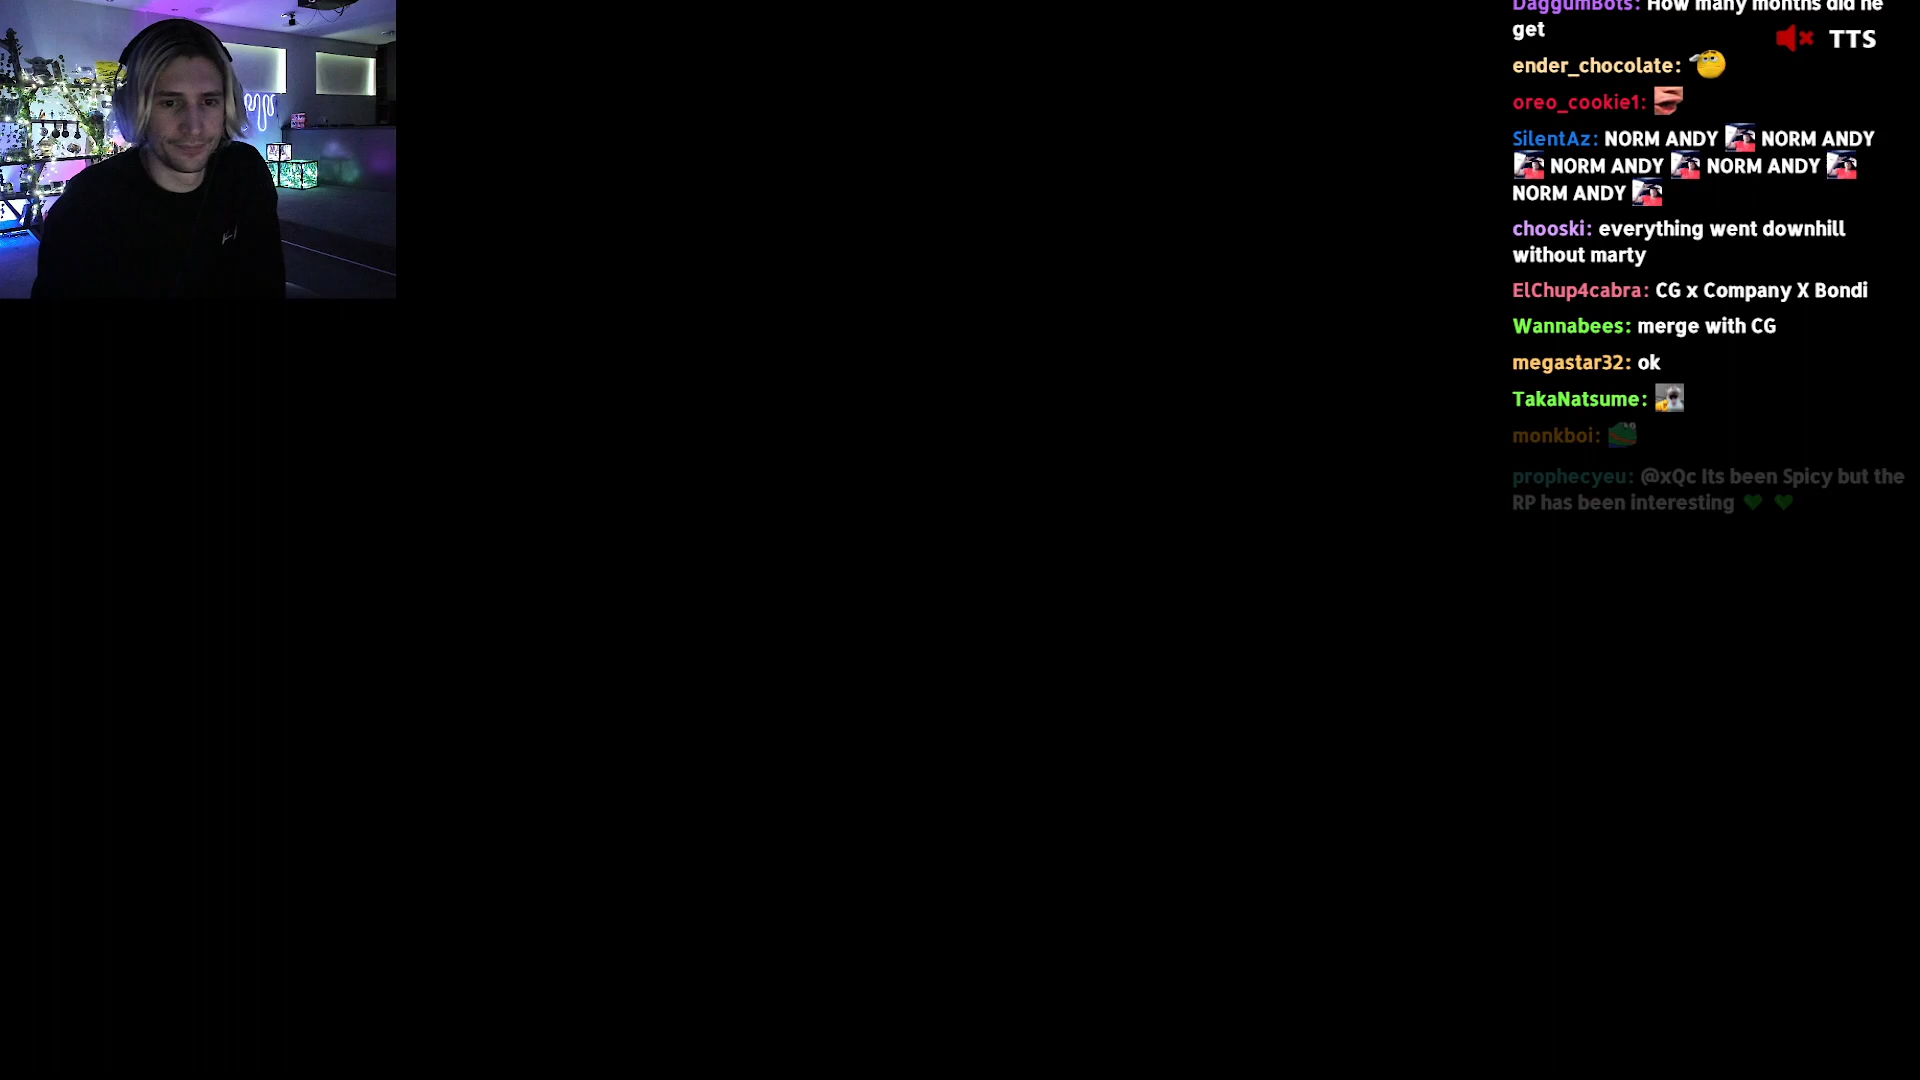 DaggumBots: How many months did he
get
TTS
ender_chocolate:
oreo_cookie1:
SilentAz: NORM ANDY NORM ANDY
NORM ANDY NORM ANDY
NORM ANDY
chooski: everything went downhill
without marty
ElChup4cabra: CG x Company X Bondi
Wannabees: merge with CG
megastar32: ok
TakaNatsume:
monkboi:
prophecyeu: @xQc Its been Spicy but the
RP has been interesting